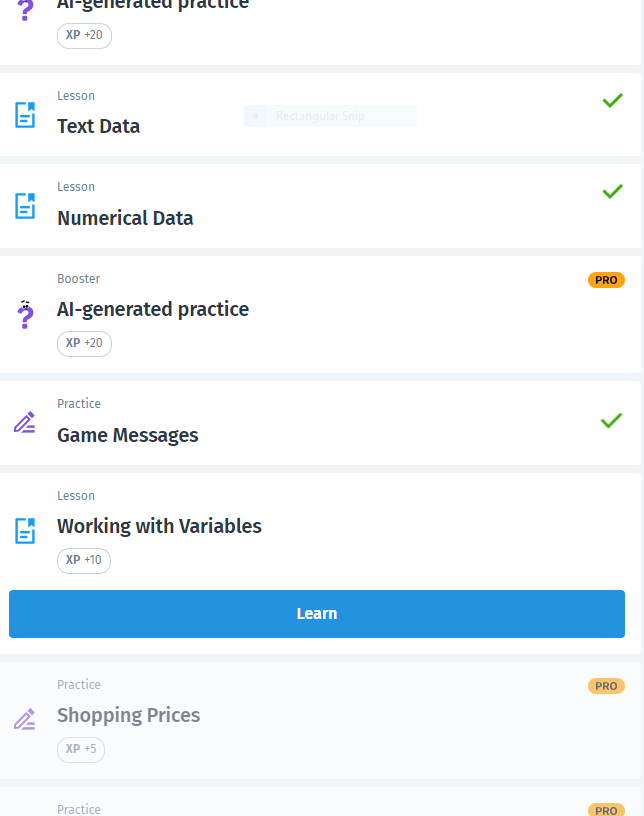 AI-generated practice
XP +20
Lesson
Text Data
Rectangular Snip
Lesson
Numerical Data
Booster
PRO
AI-generated practice
XP +20
Practice
Game Messages
Lesson
Working with Variables
XP +10
Learn
Practice
PRO
Shopping Prices
XP +5
Practice
PRO